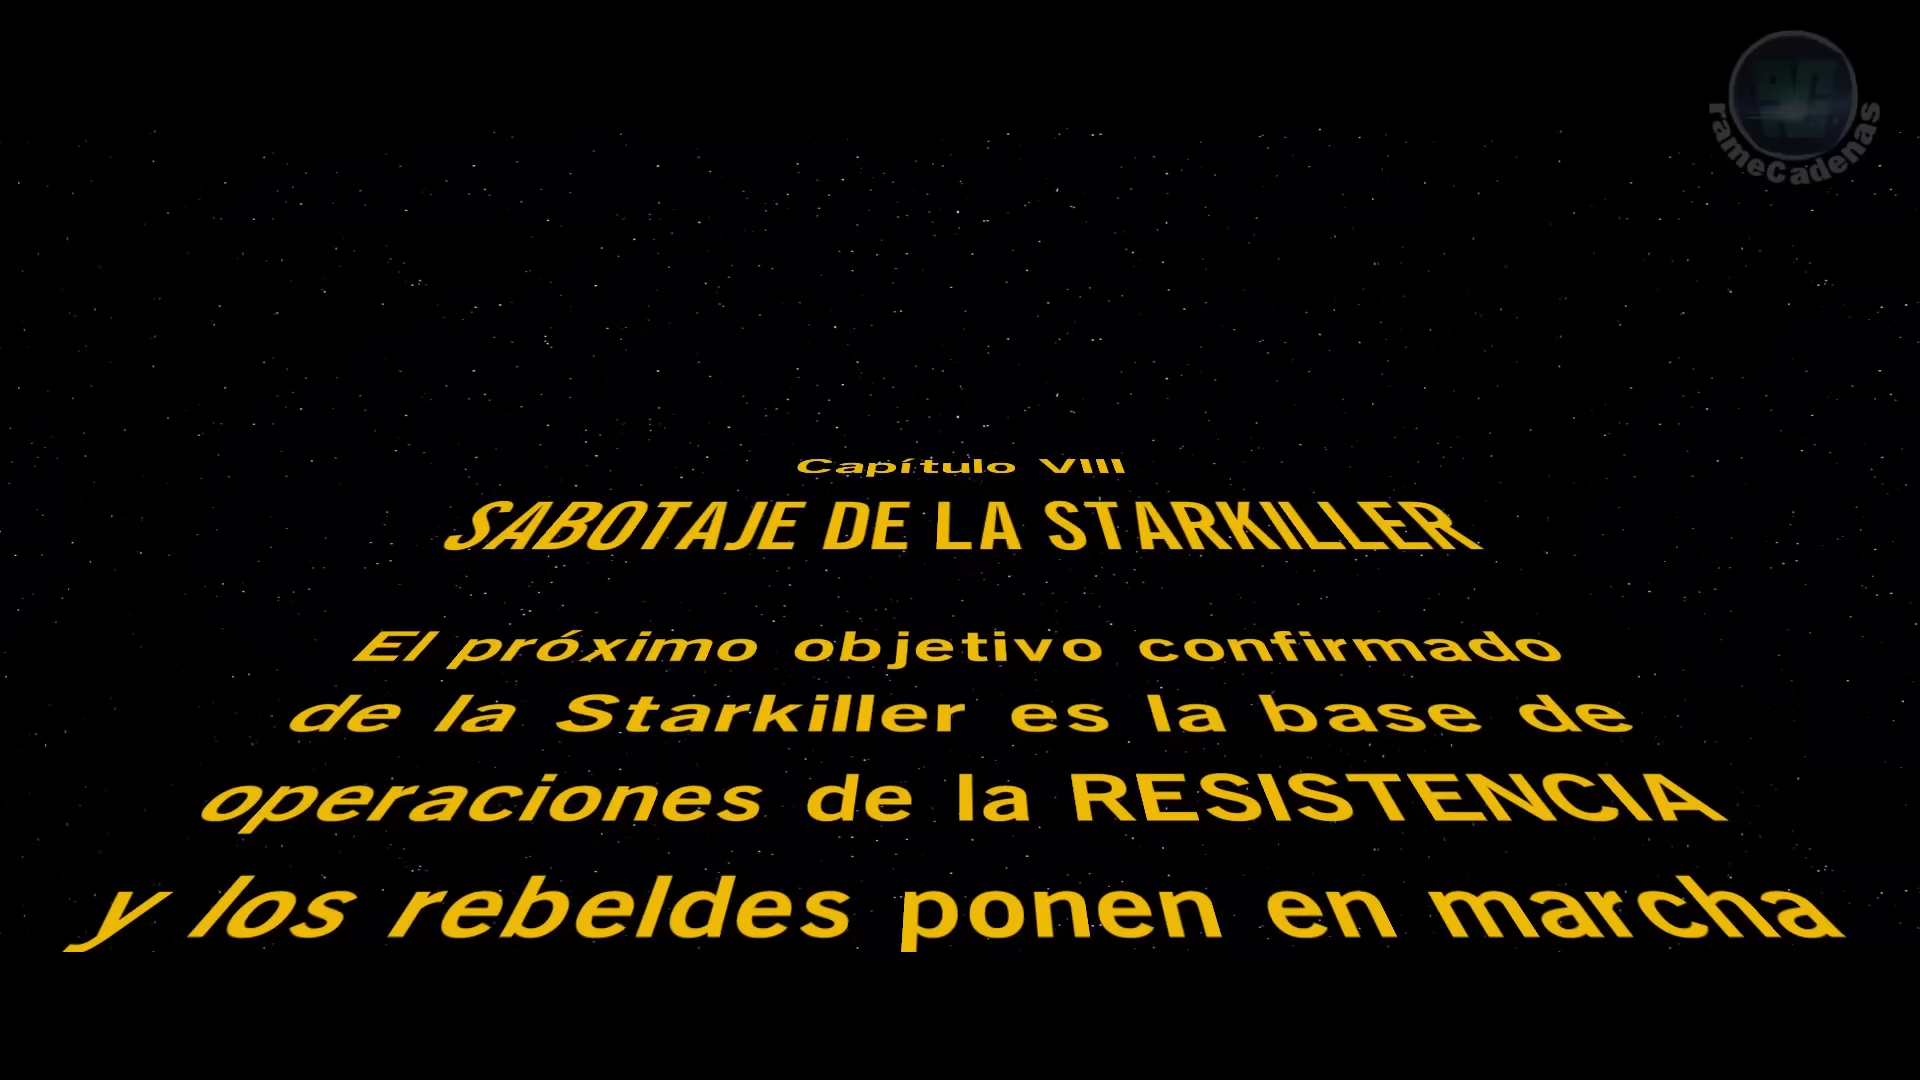 rameCadenas
Capítulo VIII
SABOTAJE DE LA STARKILLER
El próximo objetivo confirmado
de la Starkiller es la base de
operaciones de la RESISTENCIA
y los rebeldes ponen en marcha